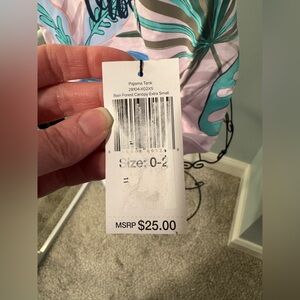 Pajama Tank
Rain Forest Canopy Extra Small
Size: 0-2
MSRP $25.00